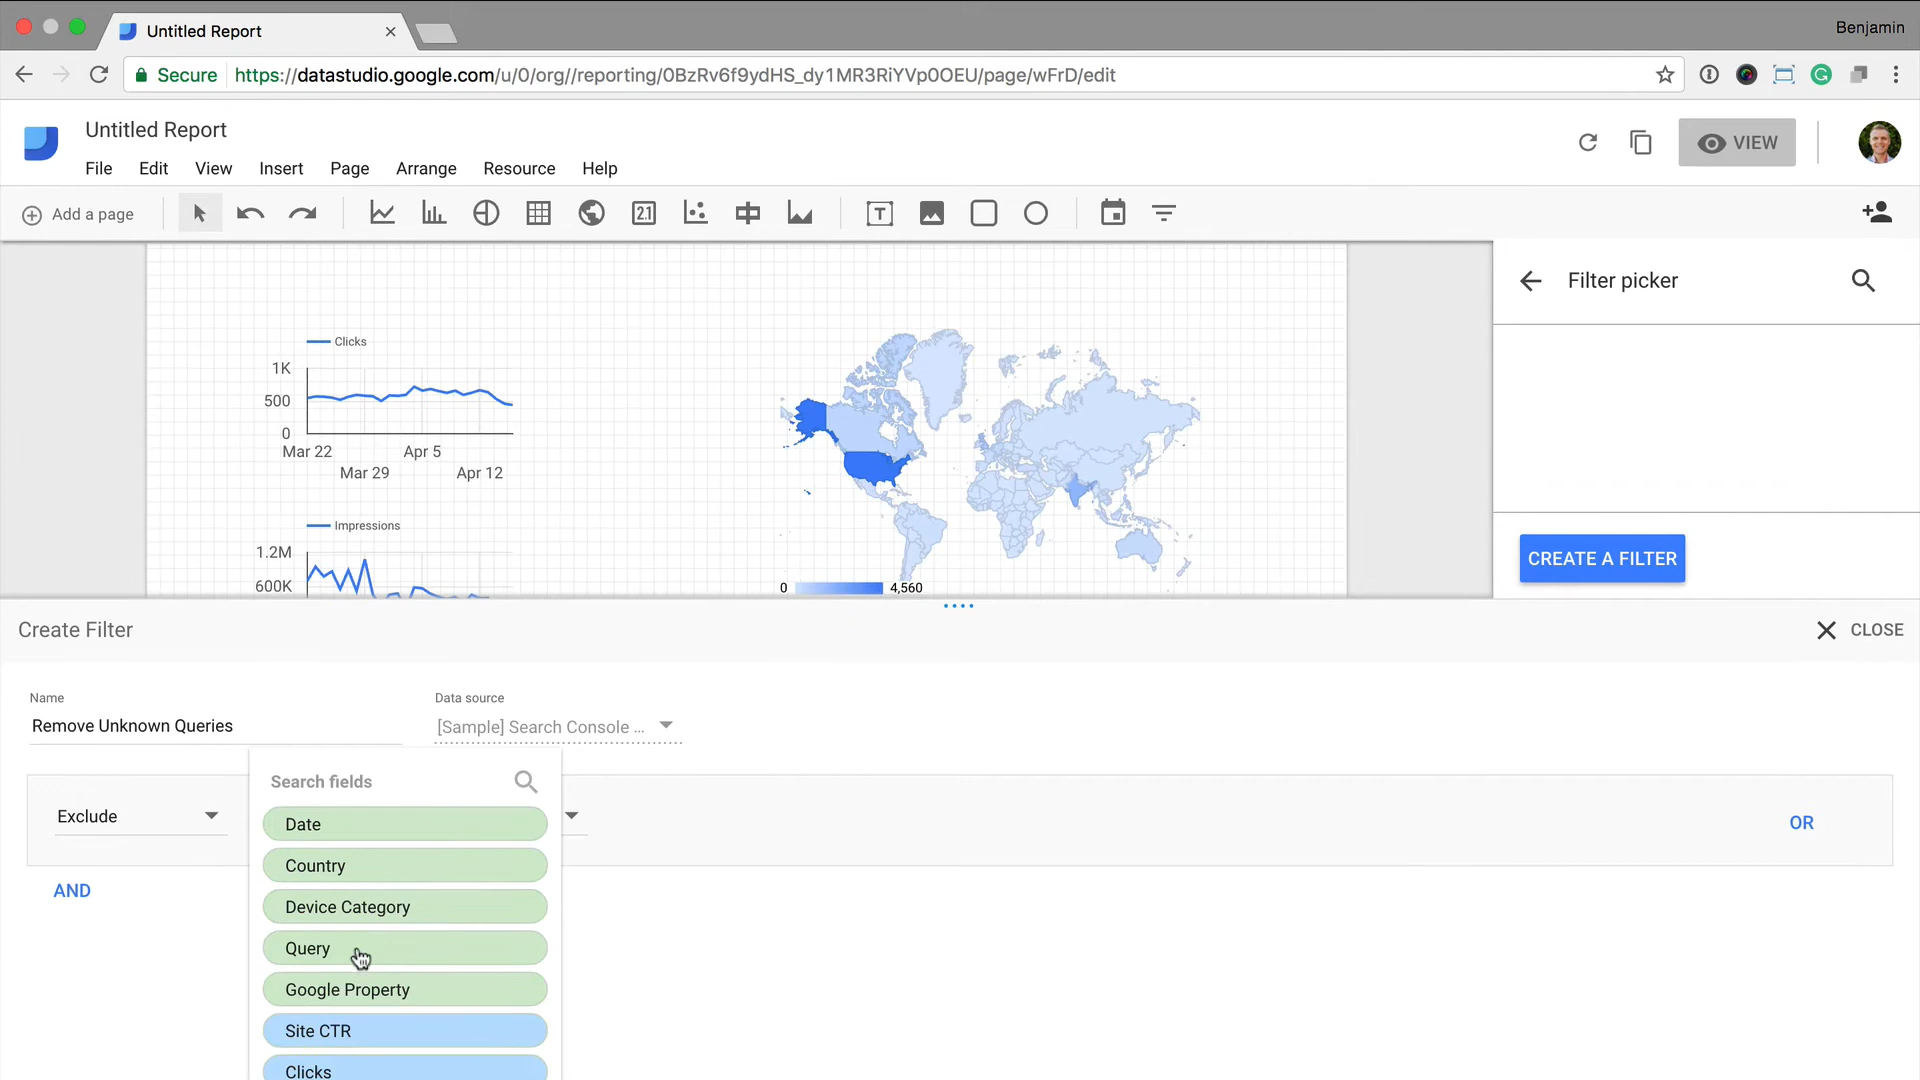 Untitled Report
Benjamin
Secure
https://datastudio.google.com/u/0/org//reporting/0BzRv6f9ydHS_dy1MR3RiYVp0OEU/page/wFrD/edit
Untitled Report
File Edit View Insert Page Arrange Resource Help
VIEW
Add a page
2.1
T
Filter picker
Clicks
1K
500
0
Mar 22
Apr 5
Mar 29
Apr 12
Impressions
1.2M
600K
0
4,560
CREATE A FILTER
Create Filter
CLOSE
Name
Data source
Remove Unknown Queries
[Sample] Search Console ...
Search fields
Exclude
Date
OR
Country
AND
Device Category
Query
Google Property
Site CTR
Clicks